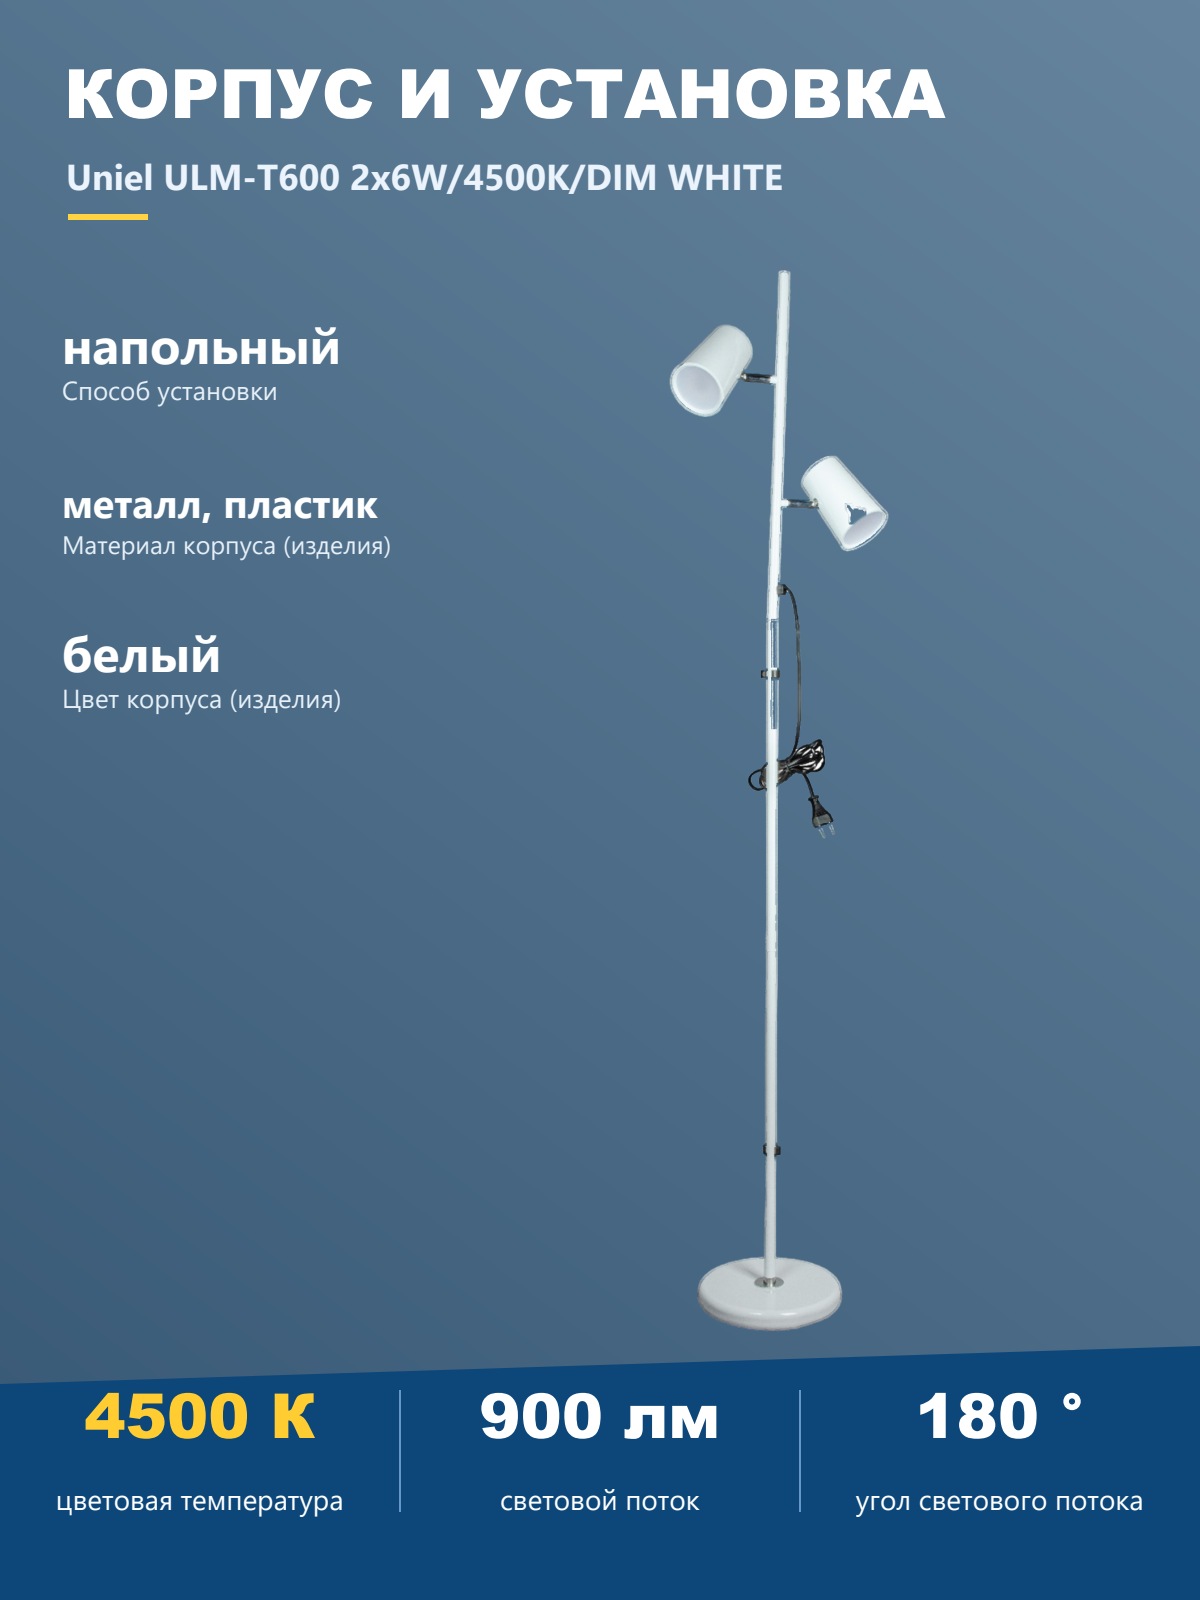 КОРПУС И УСТАНОВКА
Uniel ULM-T600 2x6W/4500K/DIM WHITE
напольный
Способ установки
металл, пластик
Материал корпуса (изделия)
белый
Цвет корпуса (изделия)
4500 К
цветовая температура
900 лм
световой поток
180 °
угол светового потока